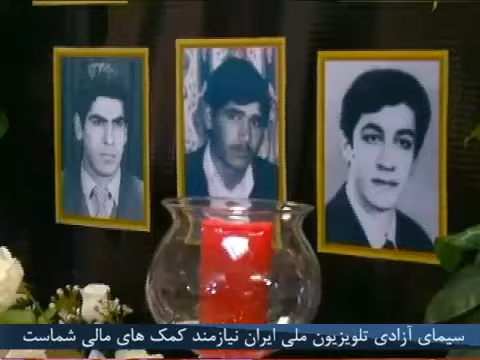 سیمای آزادی تلویزیون ملی ایران نیازمند کمک های مالی شماست